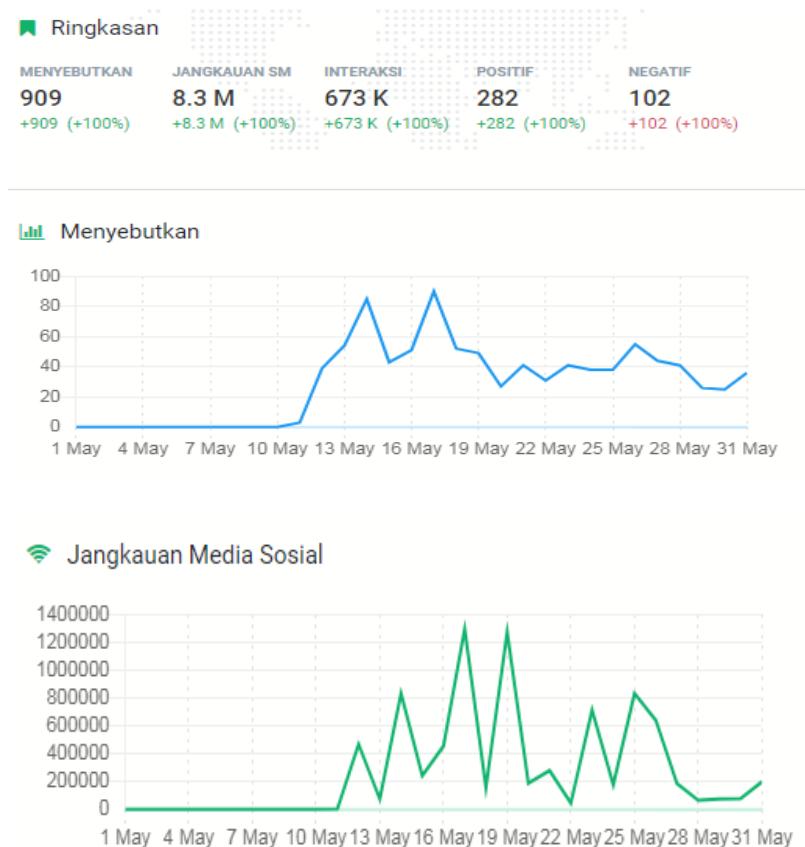 Ringkasan
MENYEBUTKAN JANGKAUAN SM INTERAKSI POSITIF NEGATIF
909 8.3 M 673 K 282 102
+909 (+100%) +8.3 M (+100%) +673 K (+100%) +282 (+100%) +102 (+100%)
Menyebutkan
100
80
60
40
20
0
1 May 4 May 7 May 10 May 13 May 16 May 19 May 22 May 25 May 28 May 31 May
Jangkauan Media Sosial
1400000
1200000
1000000
800000
600000
400000
200000
0
1 May 4 May 7 May 10 May 13 May 16 May 19 May 22 May 25 May 28 May 31 May